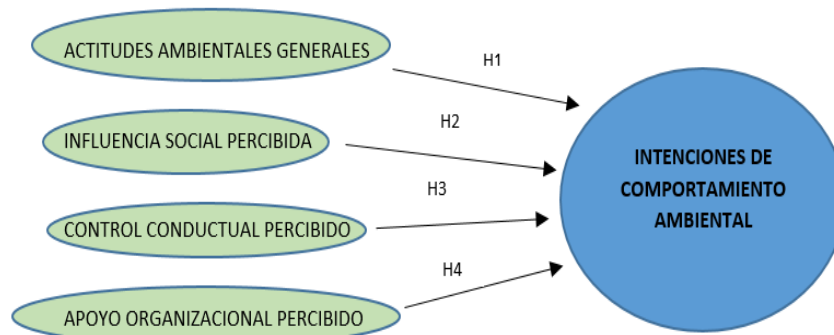 ACTITUDES AMBIENTALES GENERALES
H1
INFLUENCIA SOCIAL PERCIBIDA
H2
CONTROL CONDUCTUAL PERCIBIDO
H3
APOYO ORGANIZACIONAL PERCIBIDO
H4
INTENCIONES DE
COMPORTAMIENTO
AMBIENTAL